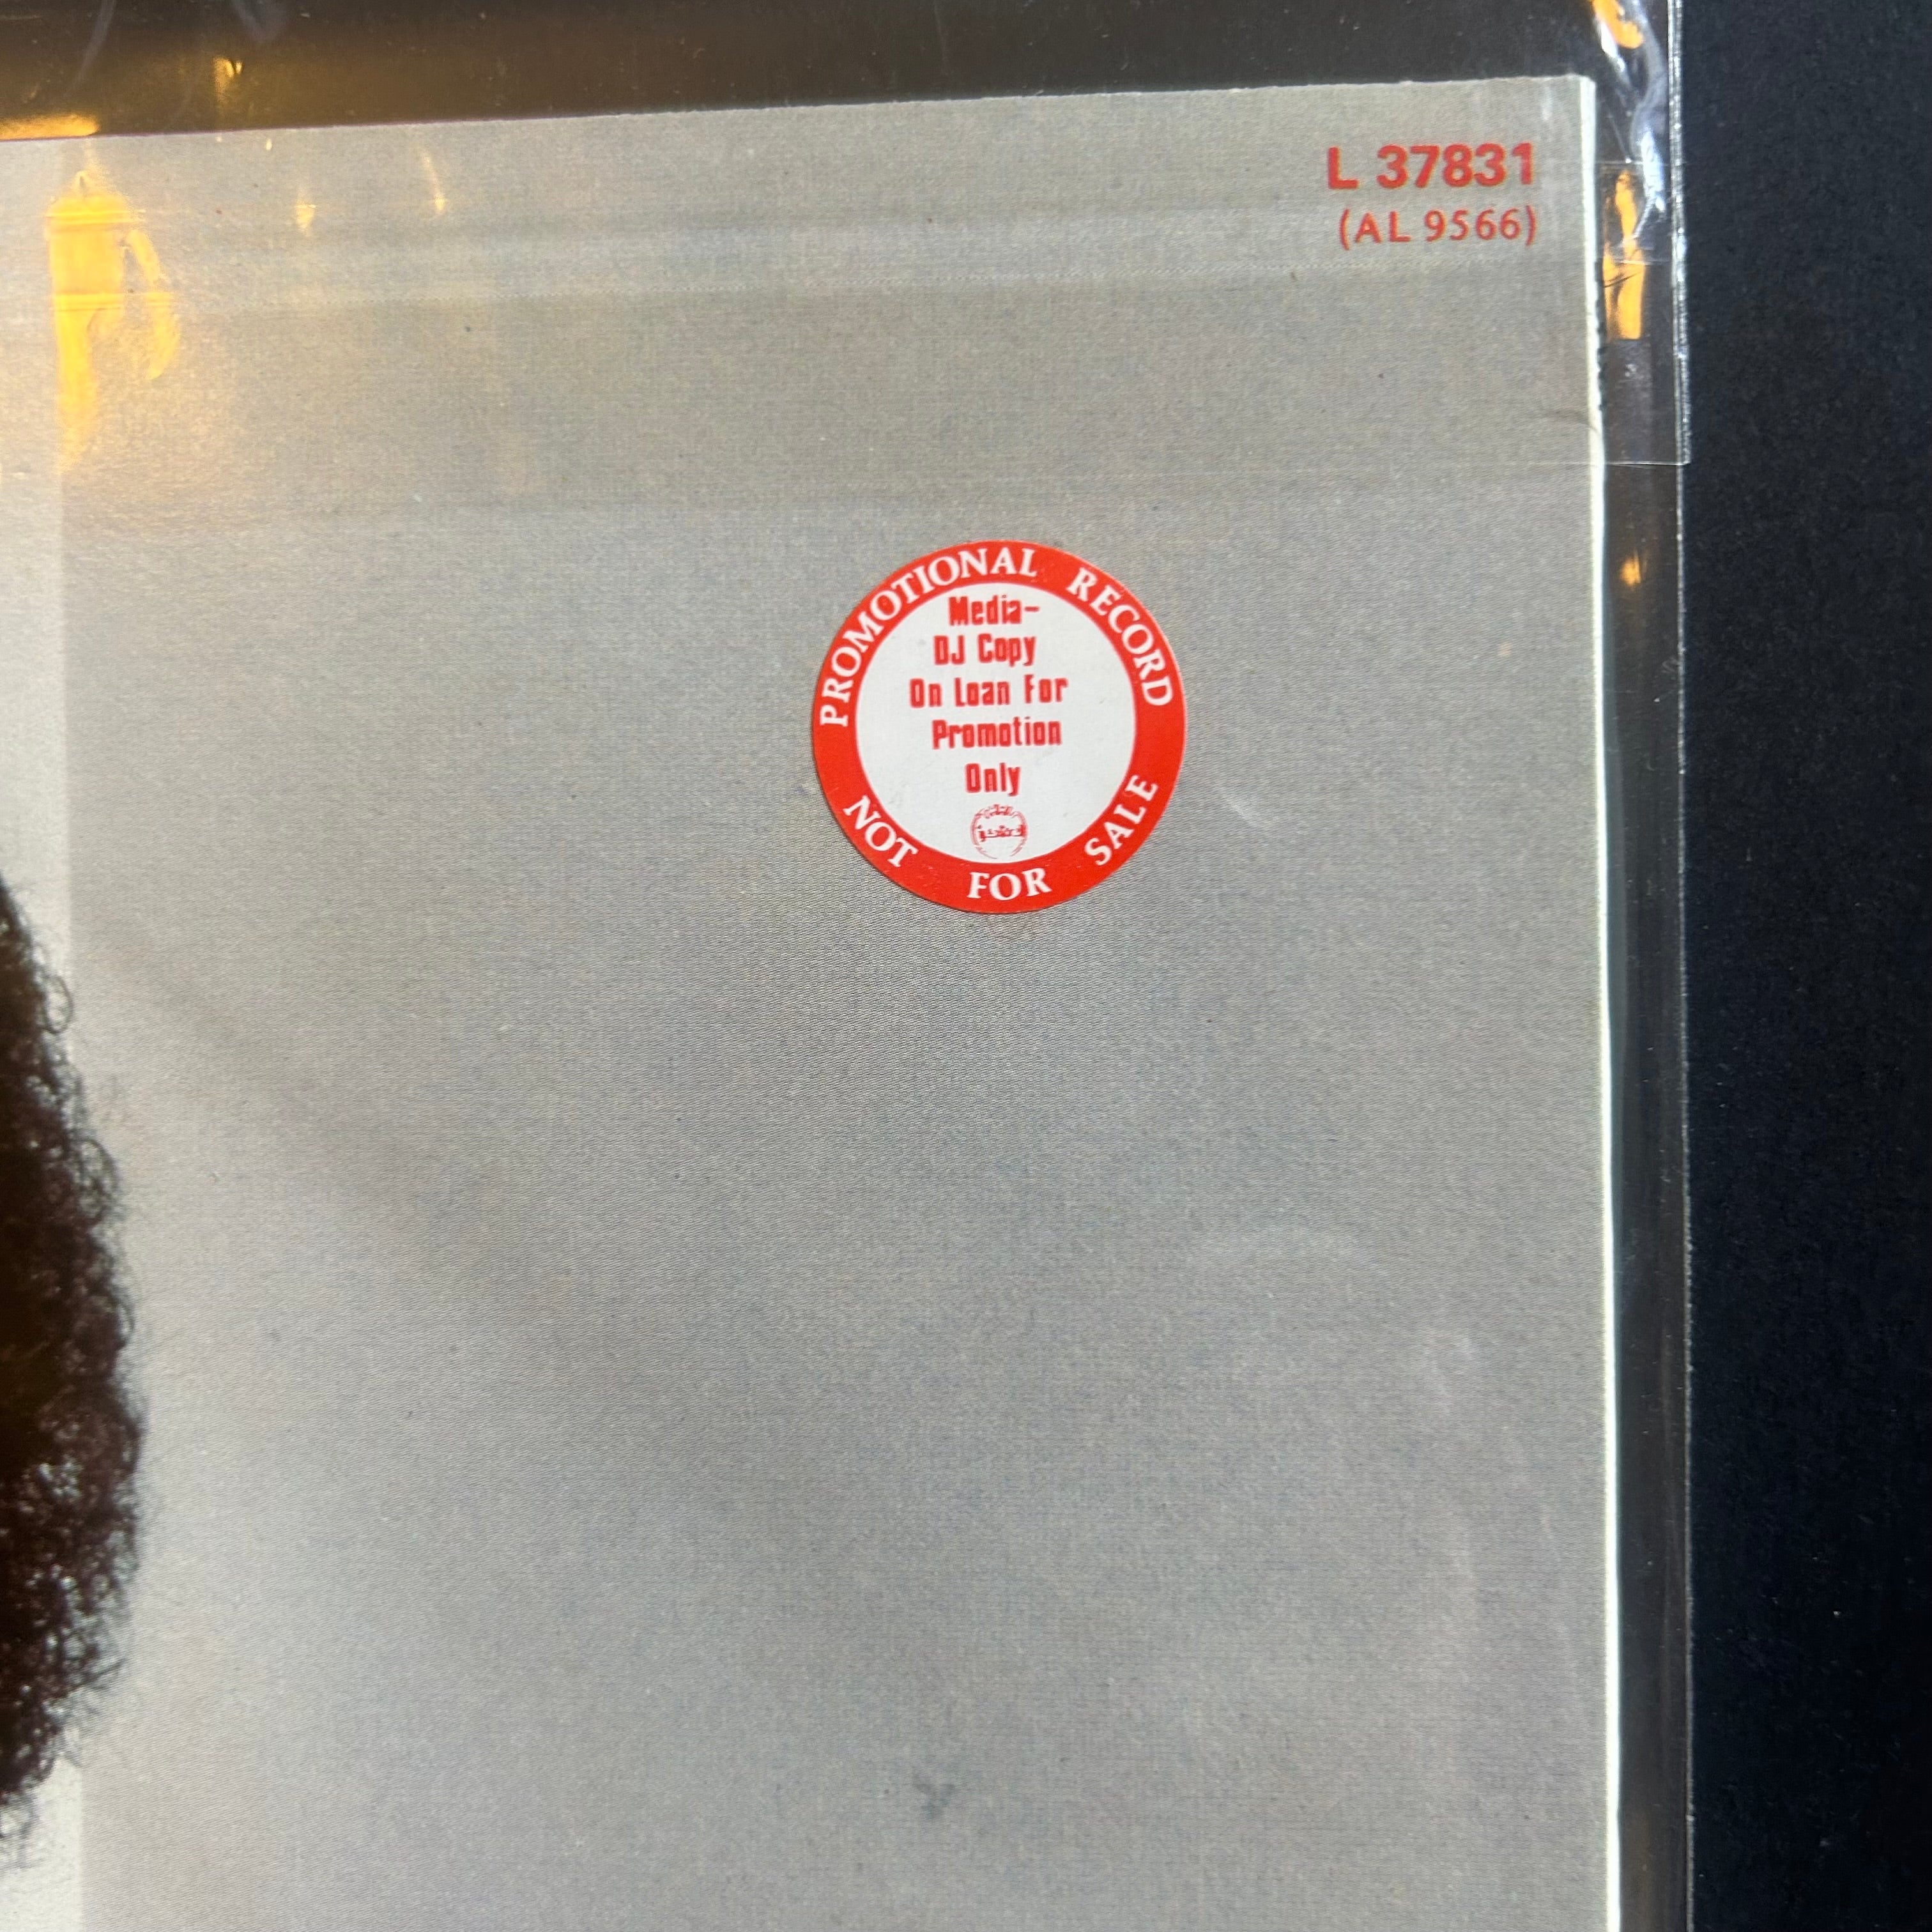 L 37831
(AL 9566)
PROMOTIONAL RECORD
Media-
DJ Copy
On Loan For
Promotion
Only
NOT FOR SALE